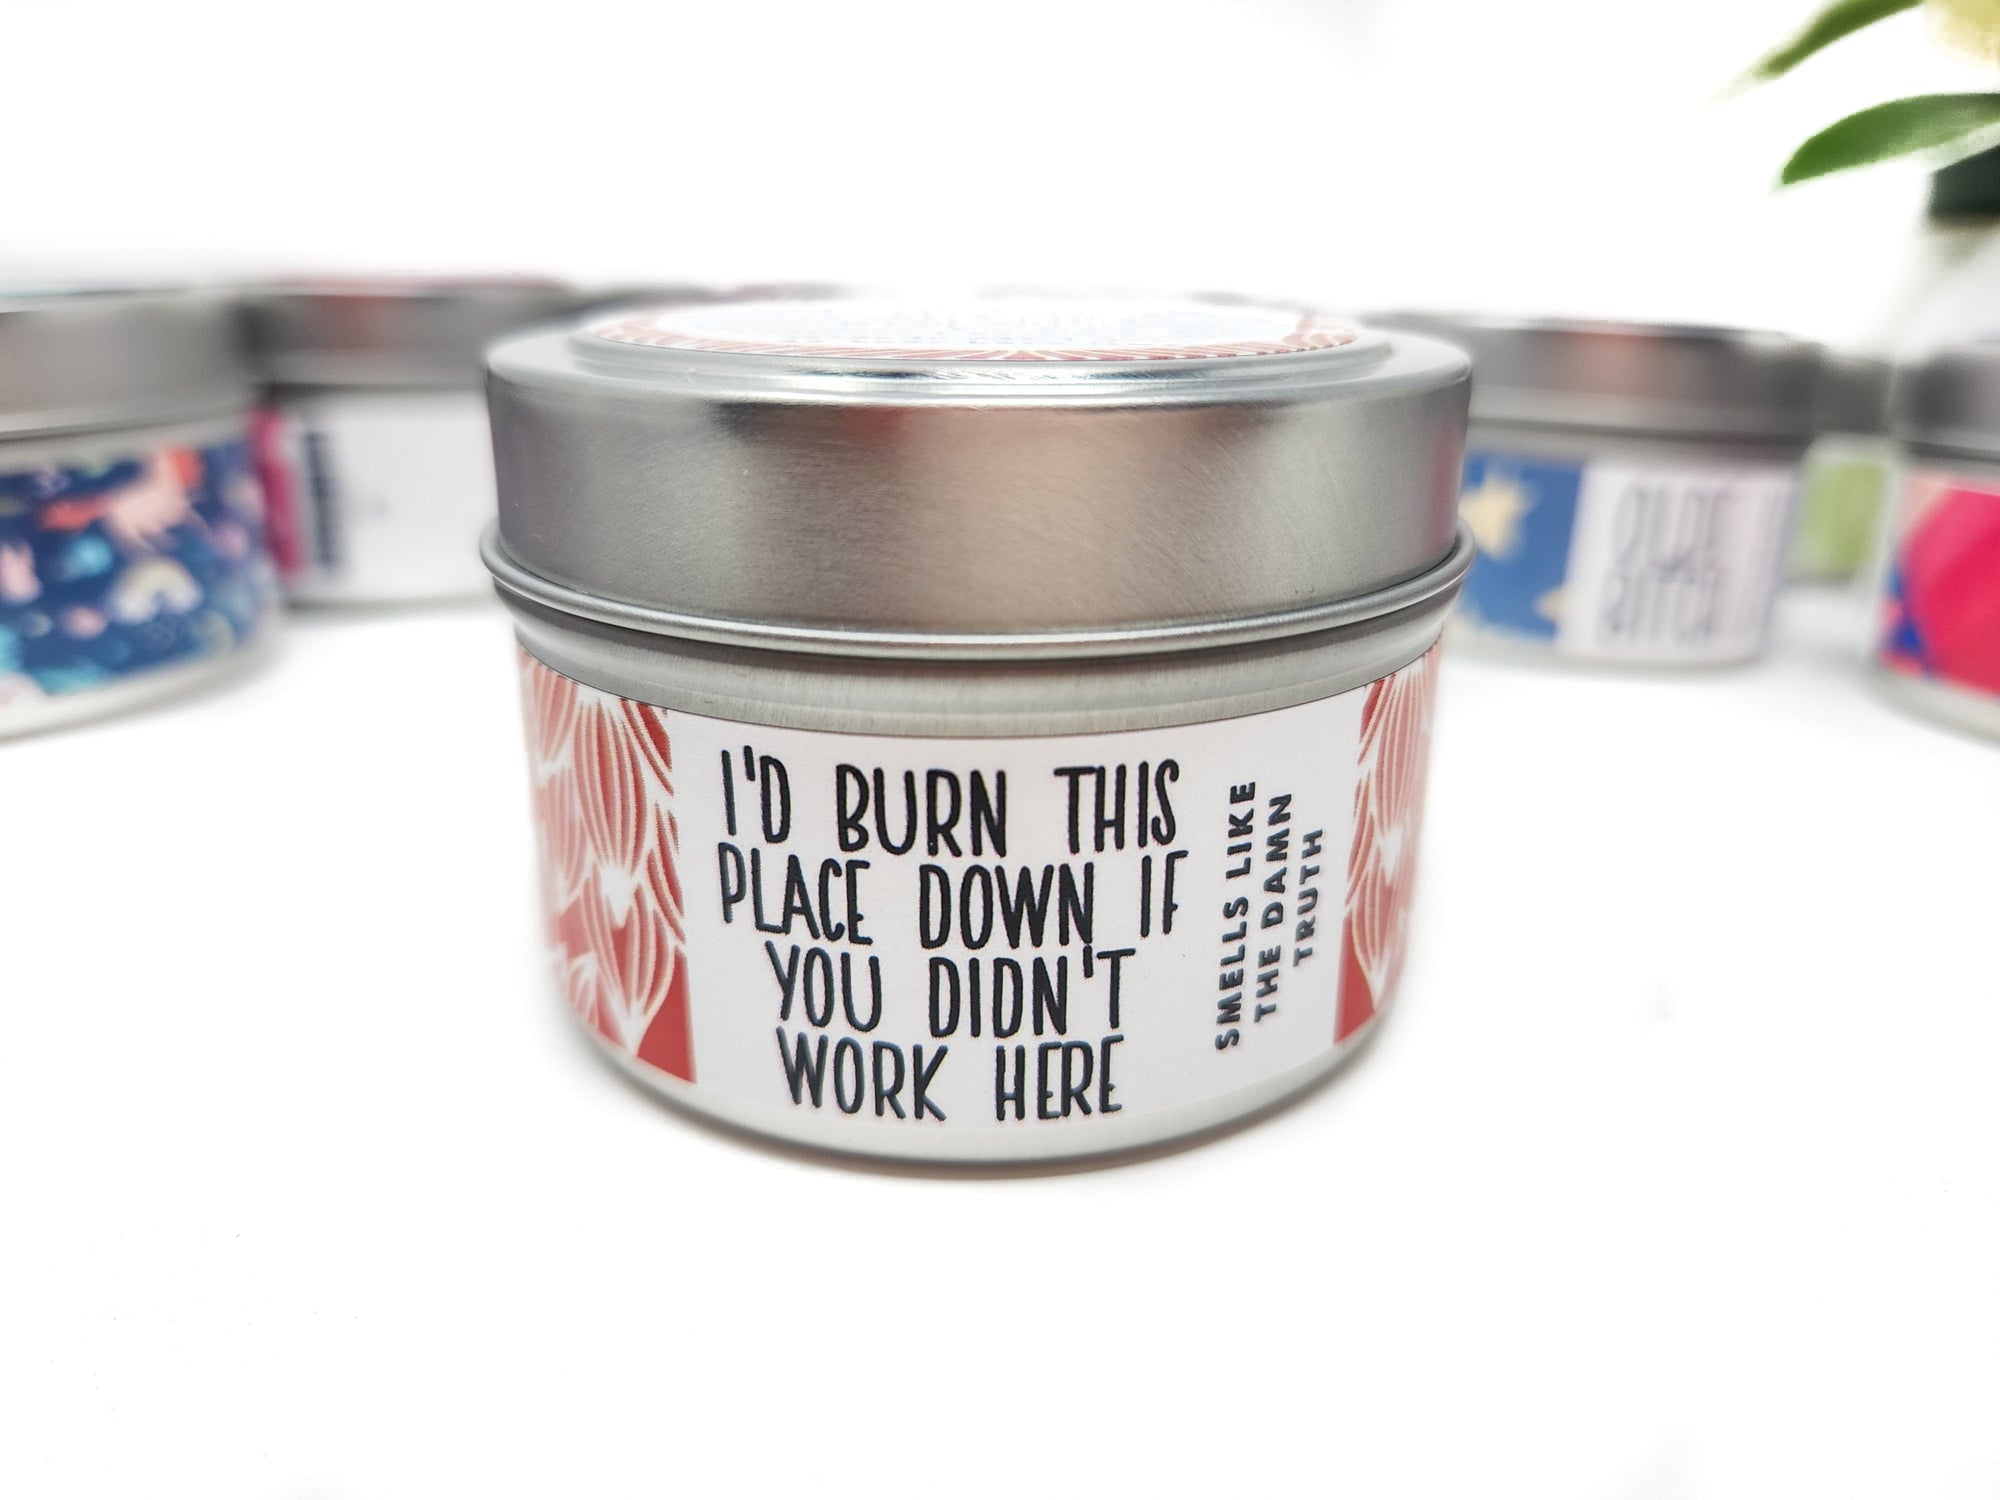 I'D BURN THIS
PLACE DOWN IF
YOU DIDN'T
WORK HERE
SMELLS LIKE
THE DAMN
TRUTH